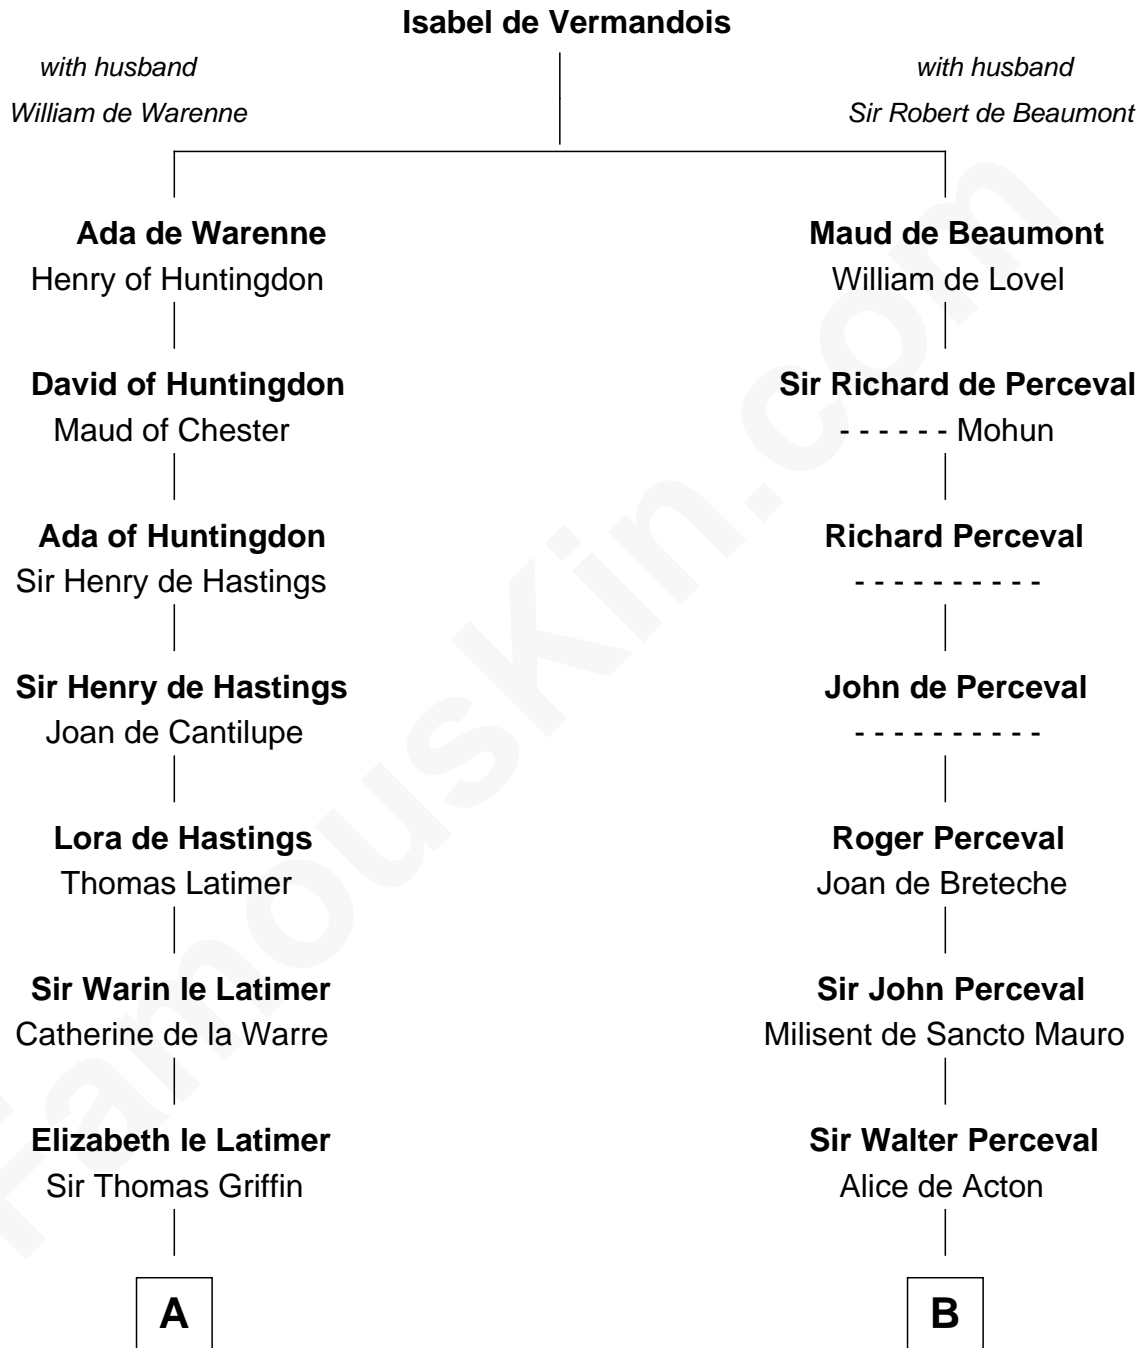 Isabel de Vermandois
with husband
William de Warenne
with husband
Sir Robert de Beaumont
Ada de Warenne
Henry of Huntingdon
Maud de Beaumont
William de Lovel
David of Huntingdon
Maud of Chester
Sir Richard de Perceval
- - - - - - Mohun
Ada of Huntingdon
Sir Henry de Hastings
Richard Perceval
- - - - - - - - - -
Sir Henry de Hastings
Joan de Cantilupe
John de Perceval
- - - - - - - - - -
Lora de Hastings
Thomas Latimer
Roger Perceval
Joan de Breteche
Sir Warin le Latimer
Catherine de la Warre
Sir John Perceval
Milisent de Sancto Mauro
Elizabeth le Latimer
Sir Thomas Griffin
Sir Walter Perceval
Alice de Acton
A
B
FamousKin.com